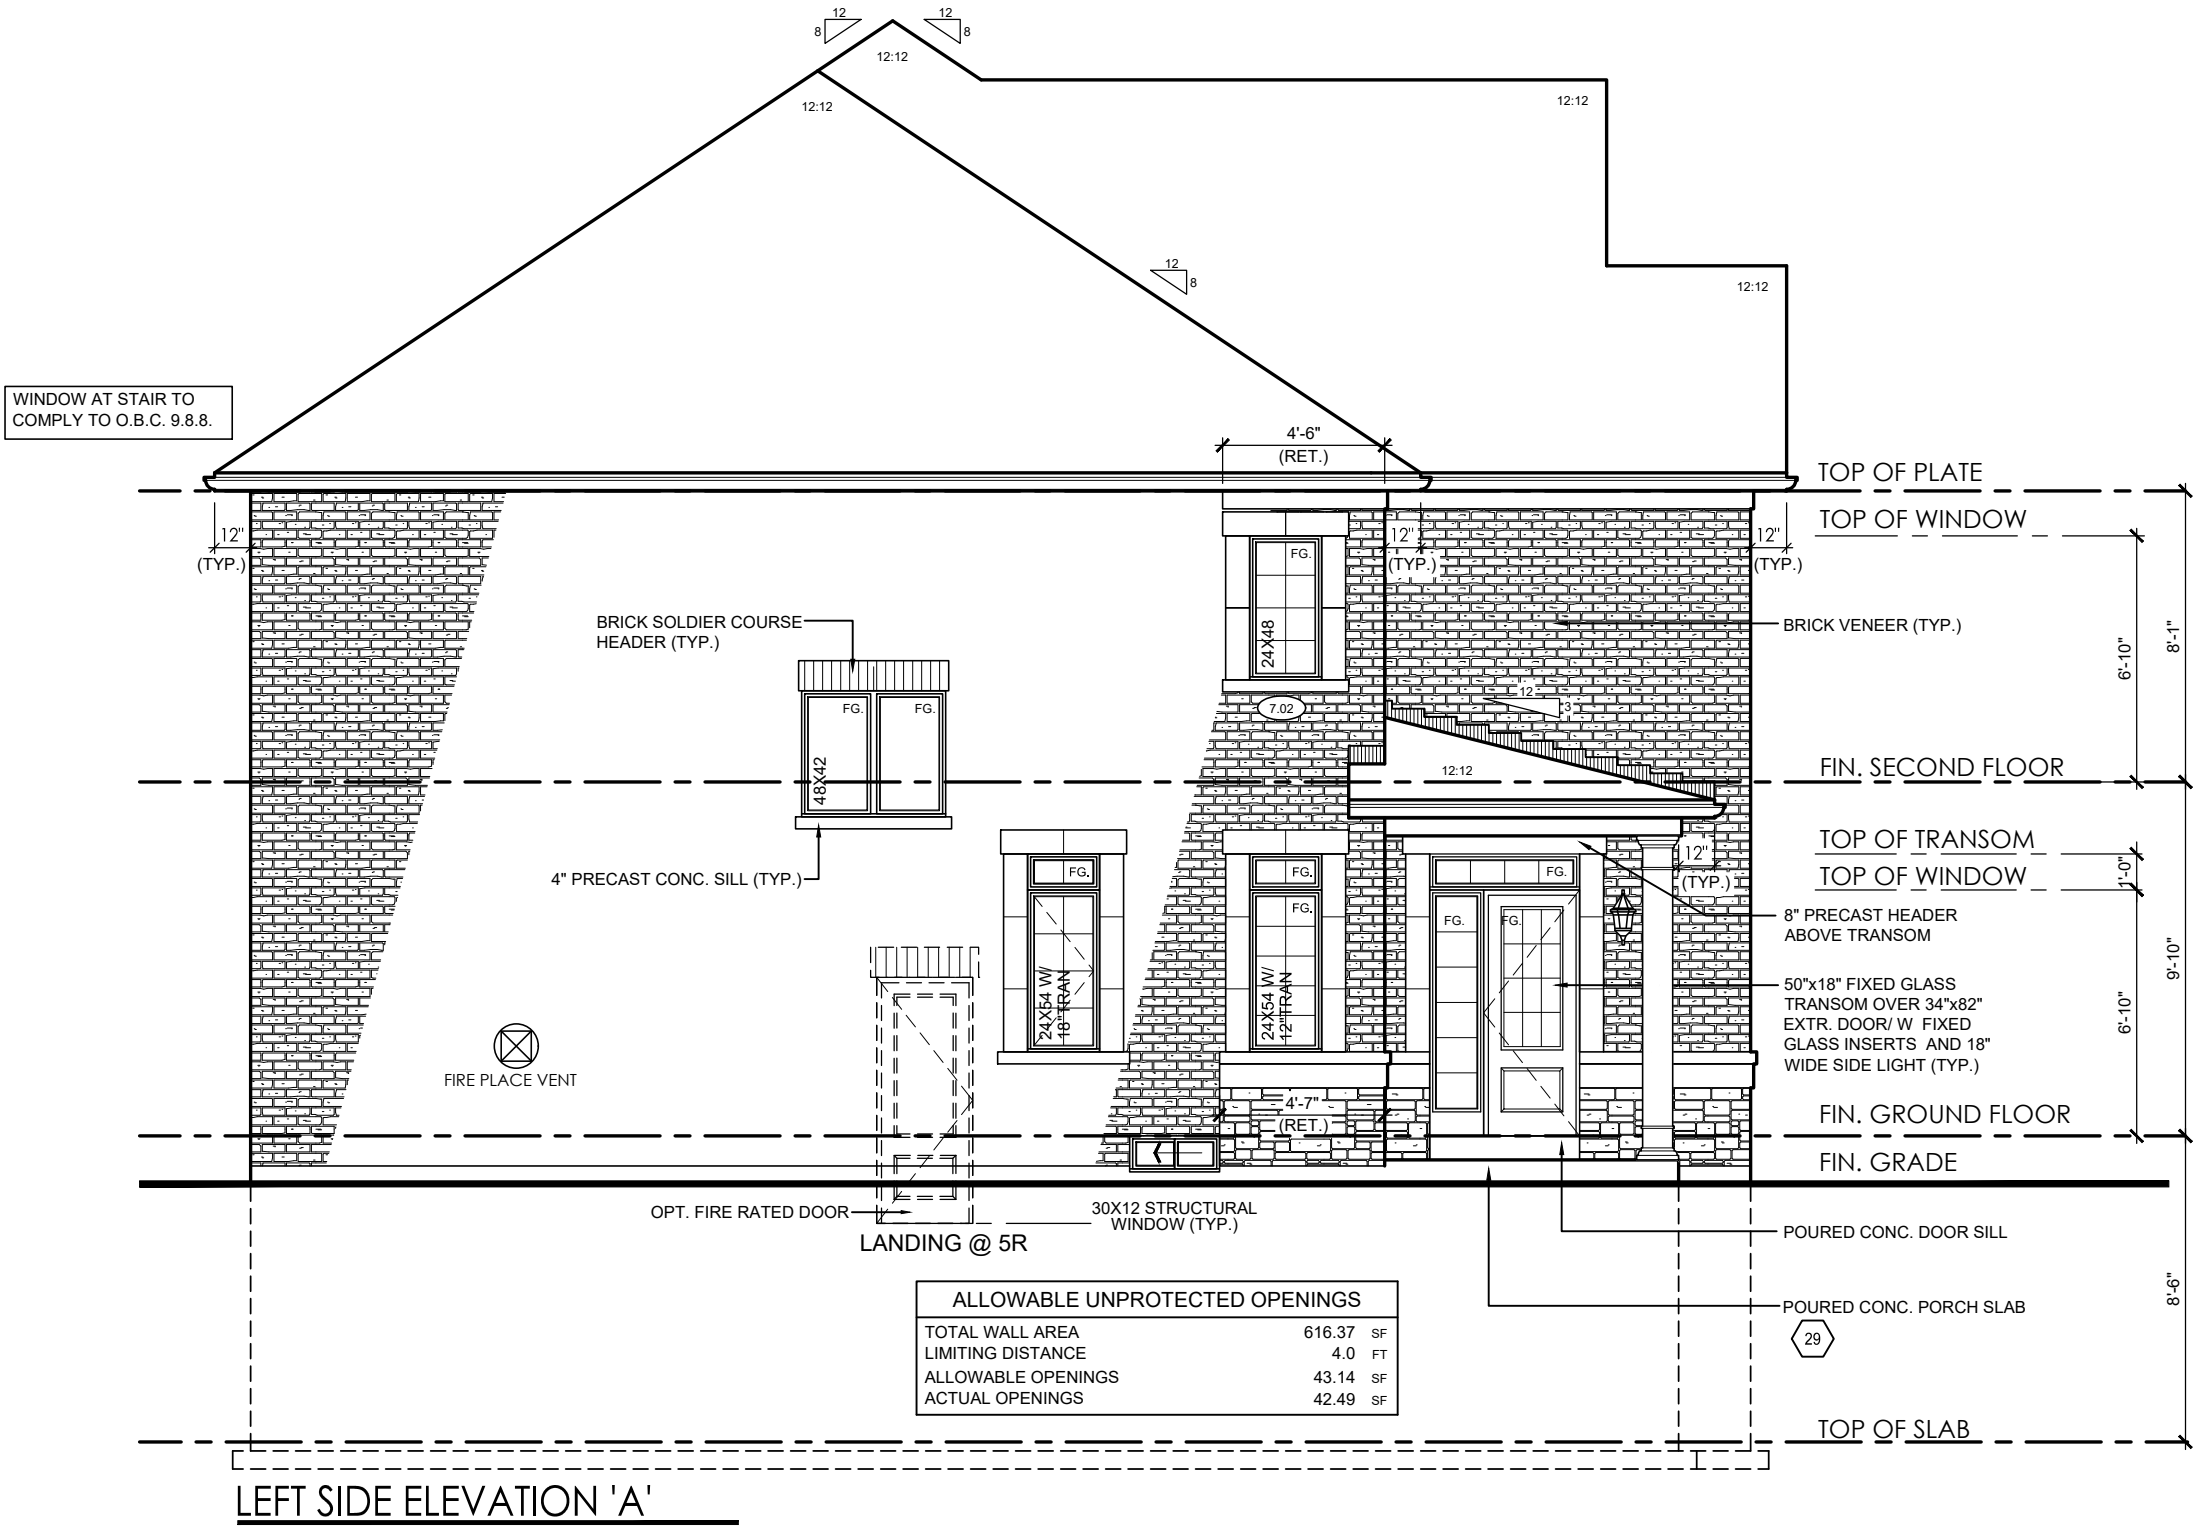 12
12
8
8
12:12
12:12
12:12
12
8
12:12
WINDOW AT STAIR TO
COMPLY TO O.B.C. 9.8.8.
4'-6"
(RET.)
TOP OF PLATE
TOP OF WINDOW
12"
(TYP.)
12"
(TYP.)
12"
(TYP.)
FG.
24X48
BRICK SOLDIER COURSE
HEADER (TYP.)
BRICK VENEER (TYP.)
6'-10"
8'-1"
FG.
FG.
48X42
7.02
12
3
12:12
FIN. SECOND FLOOR
TOP OF TRANSOM
1'-0"
TOP OF WINDOW
4" PRECAST CONC. SILL (TYP.)
FG.
24X54 W/
18"TRAN
FG.
FG.
24X54 W/
12"TRAN
FG.
FG.
FG.
12"
(TYP.)
8" PRECAST HEADER
ABOVE TRANSOM
9'-10"
50"x18" FIXED GLASS
TRANSOM OVER 34"x82"
EXTR. DOOR/ W FIXED
GLASS INSERTS AND 18"
WIDE SIDE LIGHT (TYP.)
6'-10"
FIRE PLACE VENT
4'-7"
(RET.)
FIN. GROUND FLOOR
FIN. GRADE
OPT. FIRE RATED DOOR
30X12 STRUCTURAL
WINDOW (TYP.)
LANDING @ 5R
POURED CONC. DOOR SILL
8'-6"
POURED CONC. PORCH SLAB
29
ALLOWABLE UNPROTECTED OPENINGS
TOTAL WALL AREA 616.37 SF
LIMITING DISTANCE 4.0 FT
ALLOWABLE OPENINGS 43.14 SF
ACTUAL OPENINGS 42.49 SF
TOP OF SLAB
LEFT SIDE ELEVATION 'A'